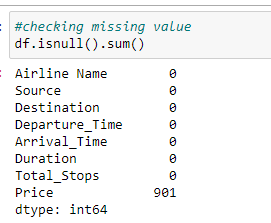 #checking missing value
df.isnull().sum()
Airline Name 0
Source 0
Destination 0
Departure_Time 0
Arrival_Time 0
Duration 0
Total_Stops 0
Price 901
dtype: int64